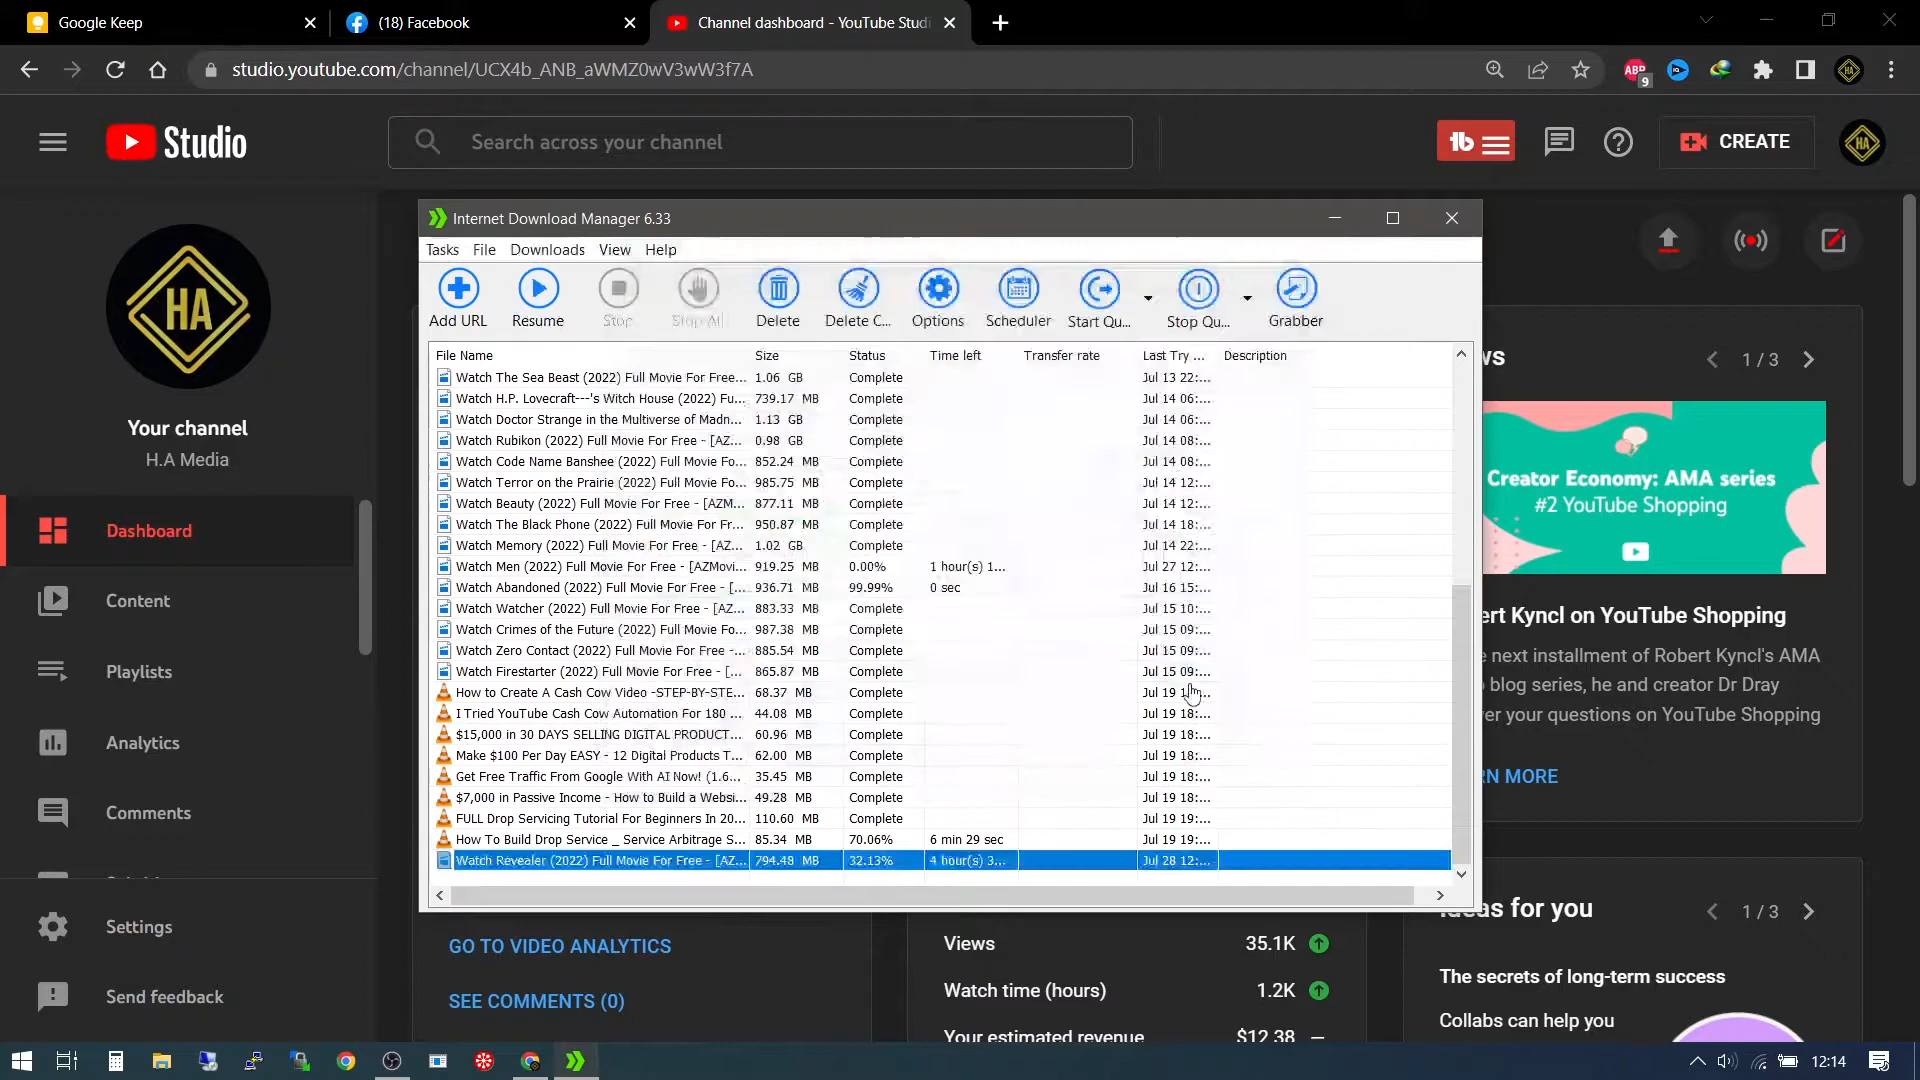 Google Keep
(18) Facebook
Channel dashboard - YouTube Studi
studio.youtube.com/channel/UCX4b_ANB_aWMZ0wV3wW3f7A
ABP
9
Studio
Search across your channel
tb
CREATE
HA
Your channel
H.A Media
Dashboard
Content
Playlists
Analytics
Comments
Settings
Send feedback
Internet Download Manager 6.33
Tasks File Downloads View Help
Add URL Resume Stop Stop All Delete Delete C... Options Scheduler Start Qu... Stop Qu... Grabber
File Name Size Status Time left Transfer rate Last Try ... Description
Watch The Sea Beast (2022) Full Movie For Free... 1.06 GB Complete Jul 13 22:...
Watch H.P. Lovecraft---'s Witch House (2022) Fu... 739.17 MB Complete Jul 14 06:...
Watch Doctor Strange in the Multiverse of Madn... 1.13 GB Complete Jul 14 06:...
Watch Rubikon (2022) Full Movie For Free - [AZ... 0.98 GB Complete Jul 14 08:...
Watch Code Name Banshee (2022) Full Movie Fo... 852.24 MB Complete Jul 14 08:...
Watch Terror on the Prairie (2022) Full Movie Fo... 985.75 MB Complete Jul 14 12:...
Watch Beauty (2022) Full Movie For Free - [AZM... 877.11 MB Complete Jul 14 12:...
Watch The Black Phone (2022) Full Movie For Fr... 950.87 MB Complete Jul 14 18:...
Watch Memory (2022) Full Movie For Free - [AZ... 1.02 GB Complete Jul 14 22:...
Watch Men (2022) Full Movie For Free - [AZMovi... 919.25 MB 0.00% 1 hour(s) 1... Jul 27 12:...
Watch Abandoned (2022) Full Movie For Free - [... 936.71 MB 99.99% 0 sec Jul 16 15:...
Watch Watcher (2022) Full Movie For Free - [AZ... 883.33 MB Complete Jul 15 10:...
Watch Crimes of the Future (2022) Full Movie Fo... 987.38 MB Complete Jul 15 09:...
Watch Zero Contact (2022) Full Movie For Free -... 885.54 MB Complete Jul 15 09:...
Watch Firestarter (2022) Full Movie For Free - [... 865.87 MB Complete Jul 15 09:...
How to Create A Cash Cow Video -STEP-BY-STE... 68.37 MB Complete Jul 19
I Tried YouTube Cash Cow Automation For 180 ... 44.08 MB Complete Jul 19 18:...
$15,000 in 30 DAYS SELLING DIGITAL PRODUCT... 60.96 MB Complete Jul 19 18:...
Make $100 Per Day EASY - 12 Digital Products T... 62.00 MB Complete Jul 19 18:...
Get Free Traffic From Google With AI Now! (1.6... 35.45 MB Complete Jul 19 18:...
$7,000 in Passive Income - How to Build a Websi... 49.28 MB Complete Jul 19 18:...
FULL Drop Servicing Tutorial For Beginners In 20... 110.60 MB Complete Jul 19 19:...
How To Build Drop Service _ Service Arbitrage S... 85.34 MB 70.06% 6 min 29 sec Jul 19 19:...
Watch Revealer (2022) Full Movie For Free - [AZ... 794.48 MB 32.13% 4 hour(s) 3... Jul 28 12:...
ws
1 / 3
Creator Economy: AMA series
#2 YouTube Shopping
rt Kyncl on YouTube Shopping
next installment of Robert Kyncl's AMA
blog series, he and creator Dr Dray
er your questions on YouTube Shopping
RN MORE
GO TO VIDEO ANALYTICS
SEE COMMENTS (0)
Views 35.1K
Watch time (hours) 1.2K
Your estimated revenue $12.38 —
Ideas for you
1 / 3
The secrets of long-term success
Collabs can help you
12:14